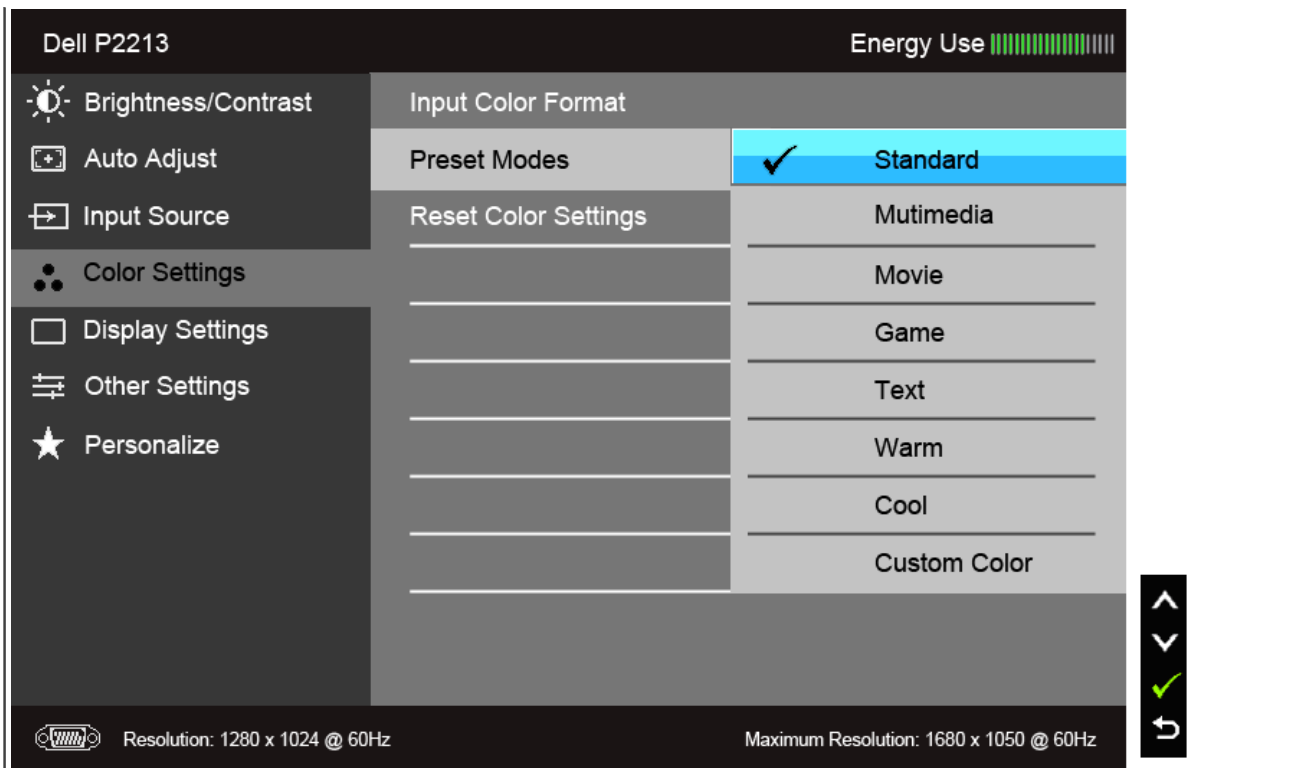 Dell P2213
Energy Use
Brightness/Contrast
Auto Adjust
Input Source
Color Settings
Display Settings
Other Settings
Personalize
Input Color Format
Preset Modes
Reset Color Settings
Standard
Mutimedia
Movie
Game
Text
Warm
Cool
Custom Color
Resolution: 1280 x 1024 @ 60Hz
Maximum Resolution: 1680 x 1050 @ 60Hz